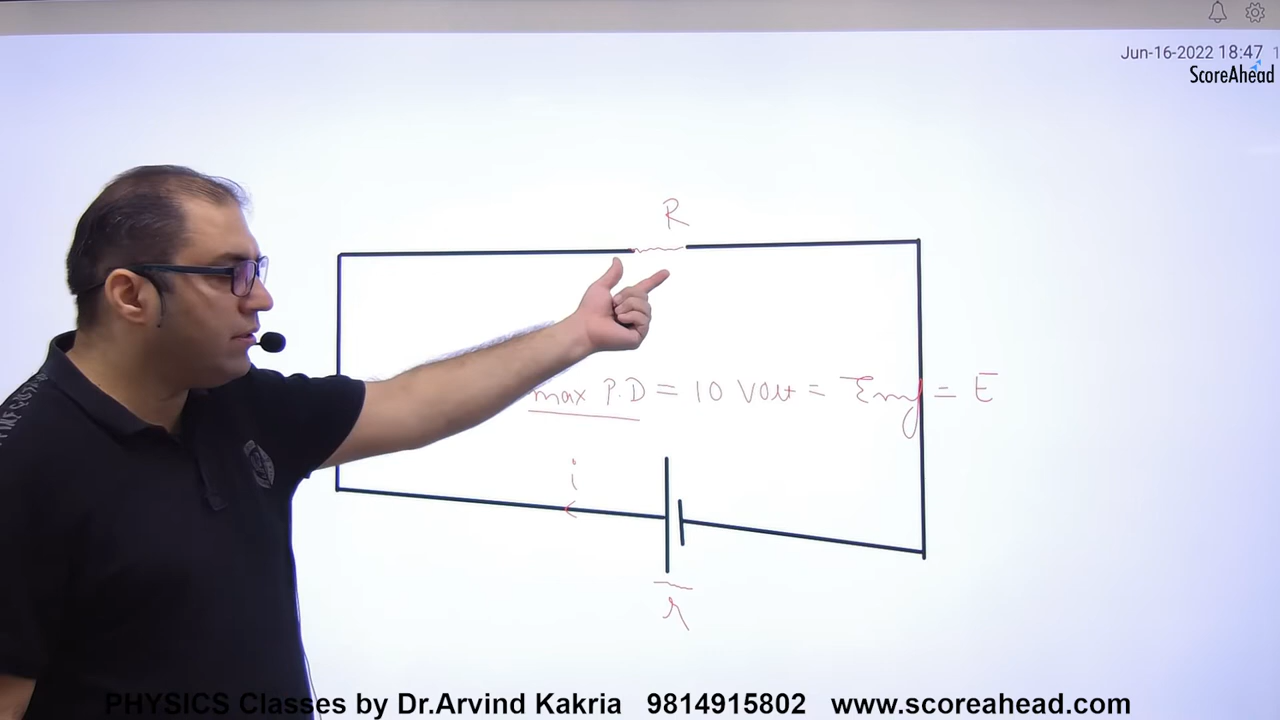 Jun-16-2022 18:47 1
ScoreAhead
R
max P.D = 10 Volt = Emf = E
i
r
PHYSICS Classes by Dr.Arvind Kakria 9814915802 www.scoreahead.com